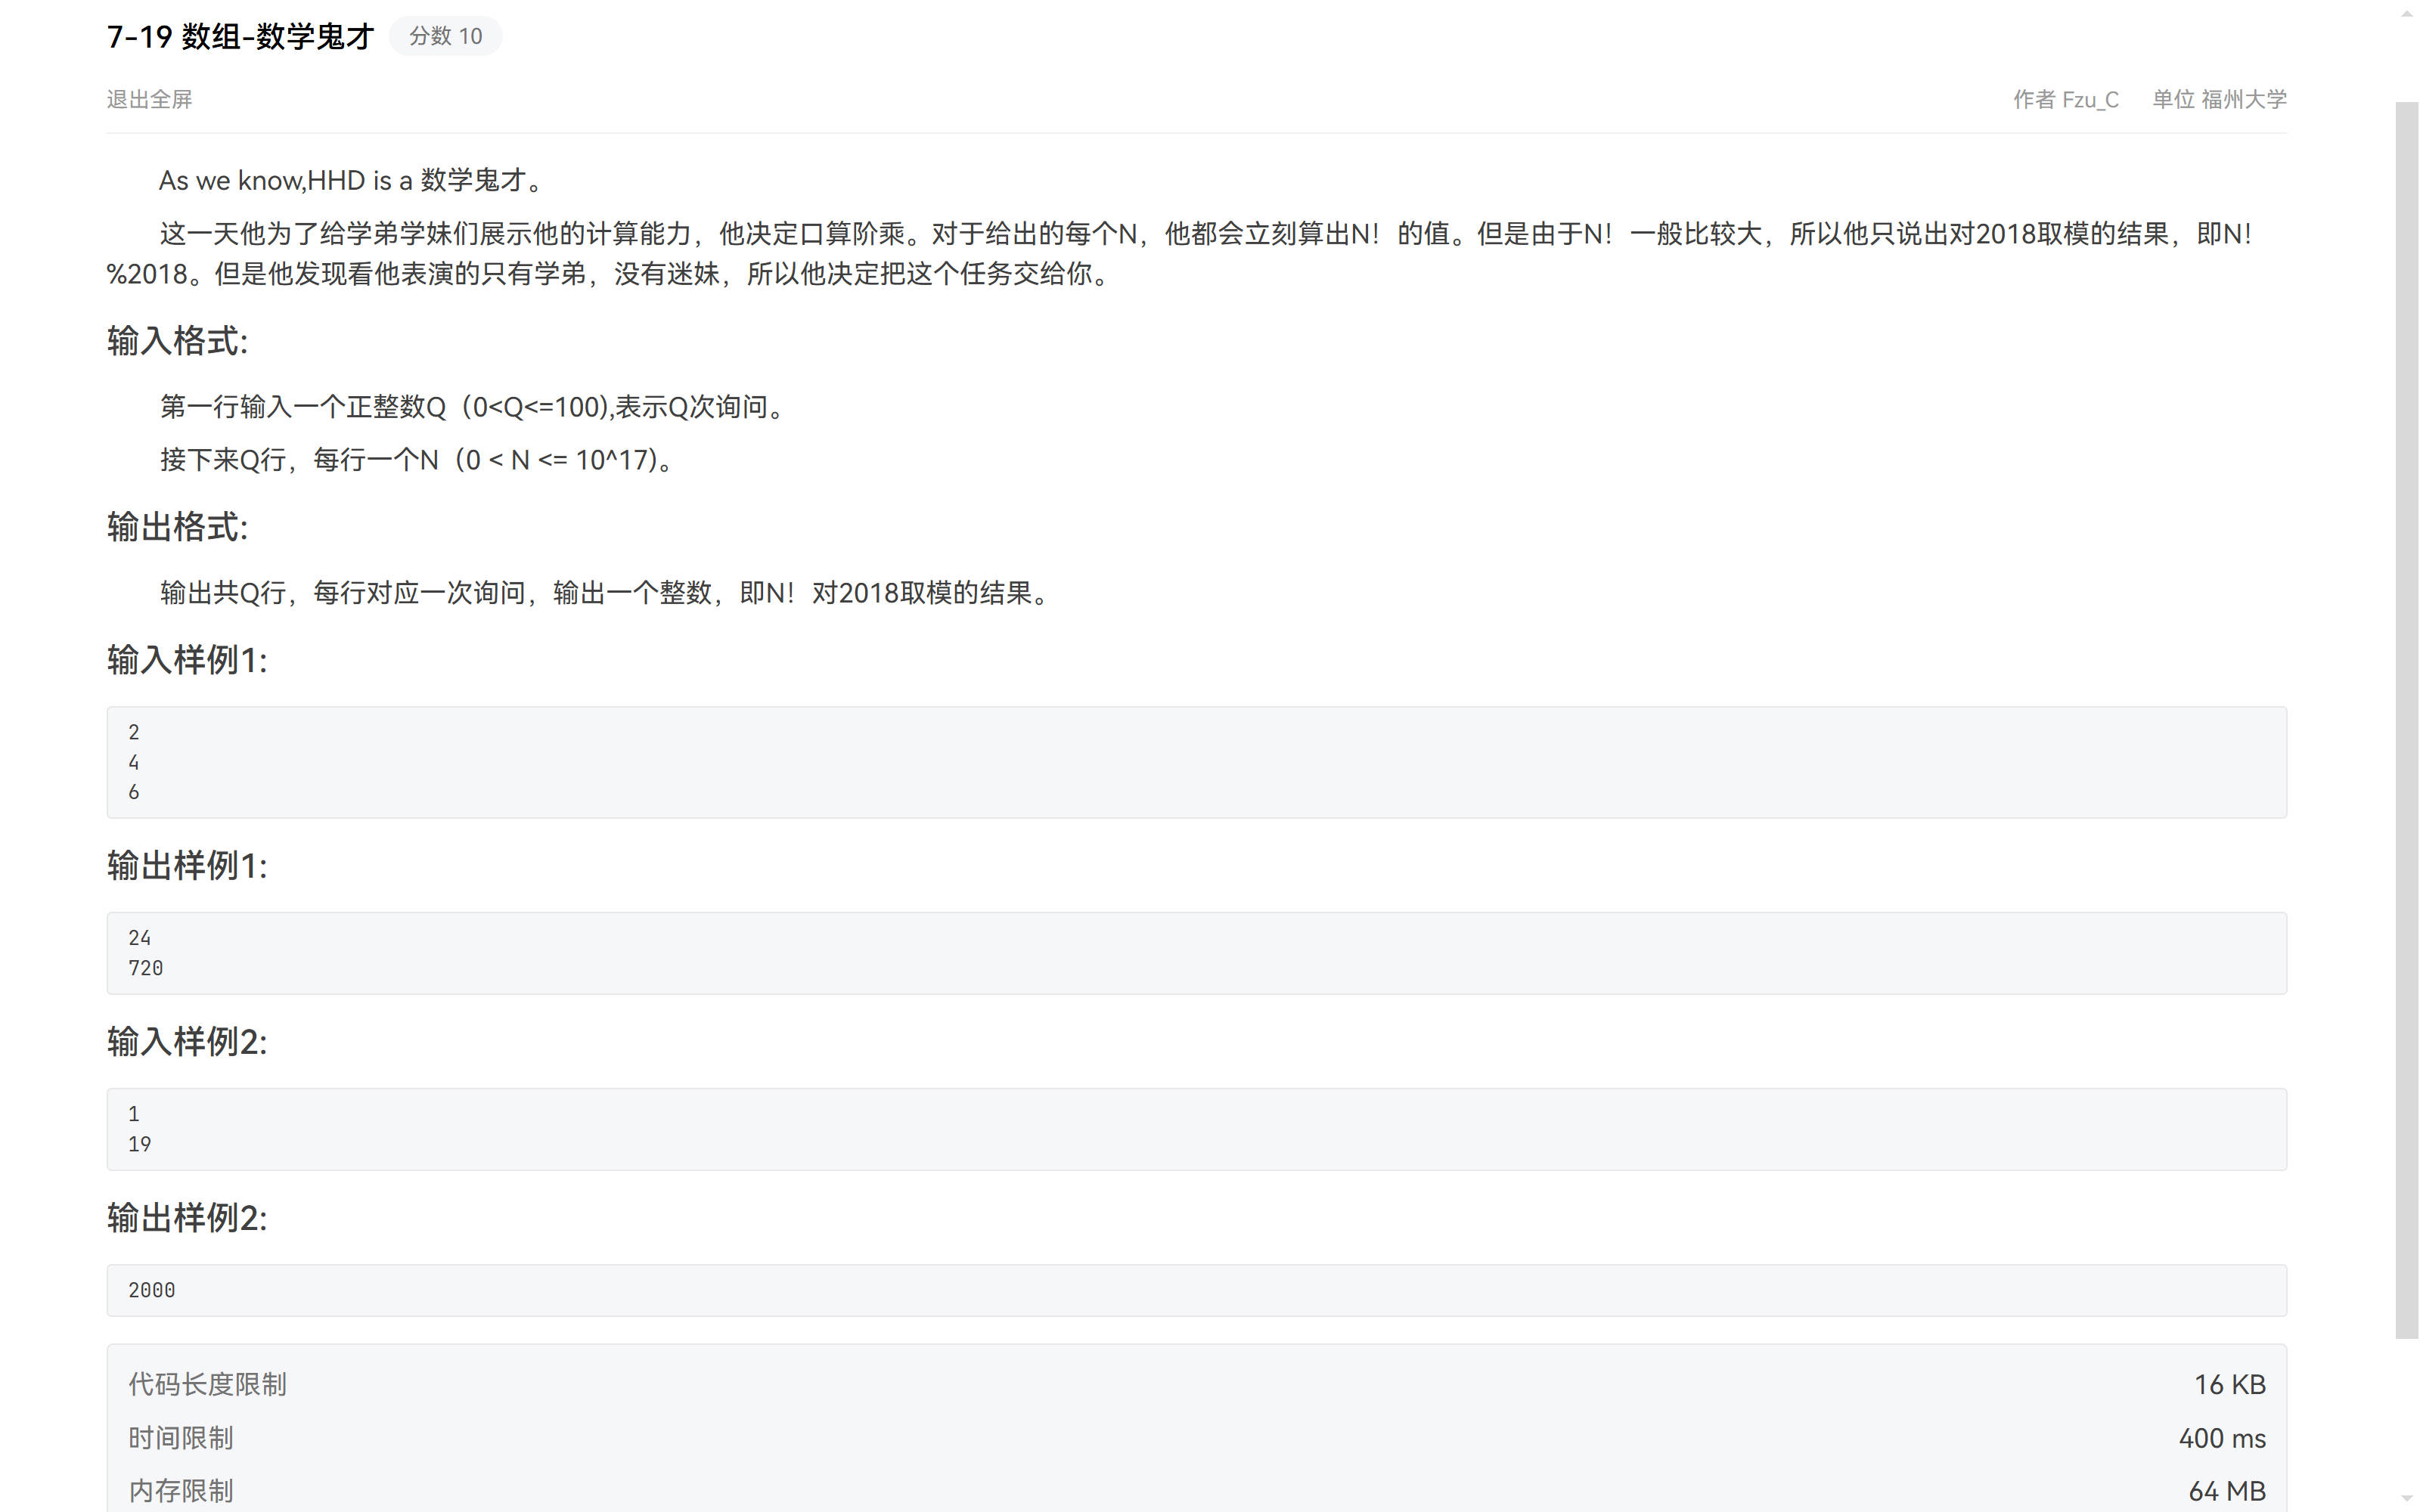 7-19 数组-数学鬼才 分数 10
退出全屏 作者 Fzu_C 单位 福州大学
As we know,HHD is a 数学鬼才。
这一天他为了给学弟学妹们展示他的计算能力，他决定口算阶乘。对于给出的每个N，他都会立刻算出N！的值。但是由于N！一般比较大，所以他只说出对2018取模的结果，即N！
%2018。但是他发现看他表演的只有学弟，没有迷妹，所以他决定把这个任务交给你。
输入格式:
第一行输入一个正整数Q（0<Q<=100),表示Q次询问。
接下来Q行，每行一个N（0 < N <= 10^17)。
输出格式:
输出共Q行，每行对应一次询问，输出一个整数，即N！对2018取模的结果。
输入样例1:
2
4
6
输出样例1:
24
720
输入样例2:
1
19
输出样例2:
2000
代码长度限制 16 KB
时间限制 400 ms
内存限制 64 MB